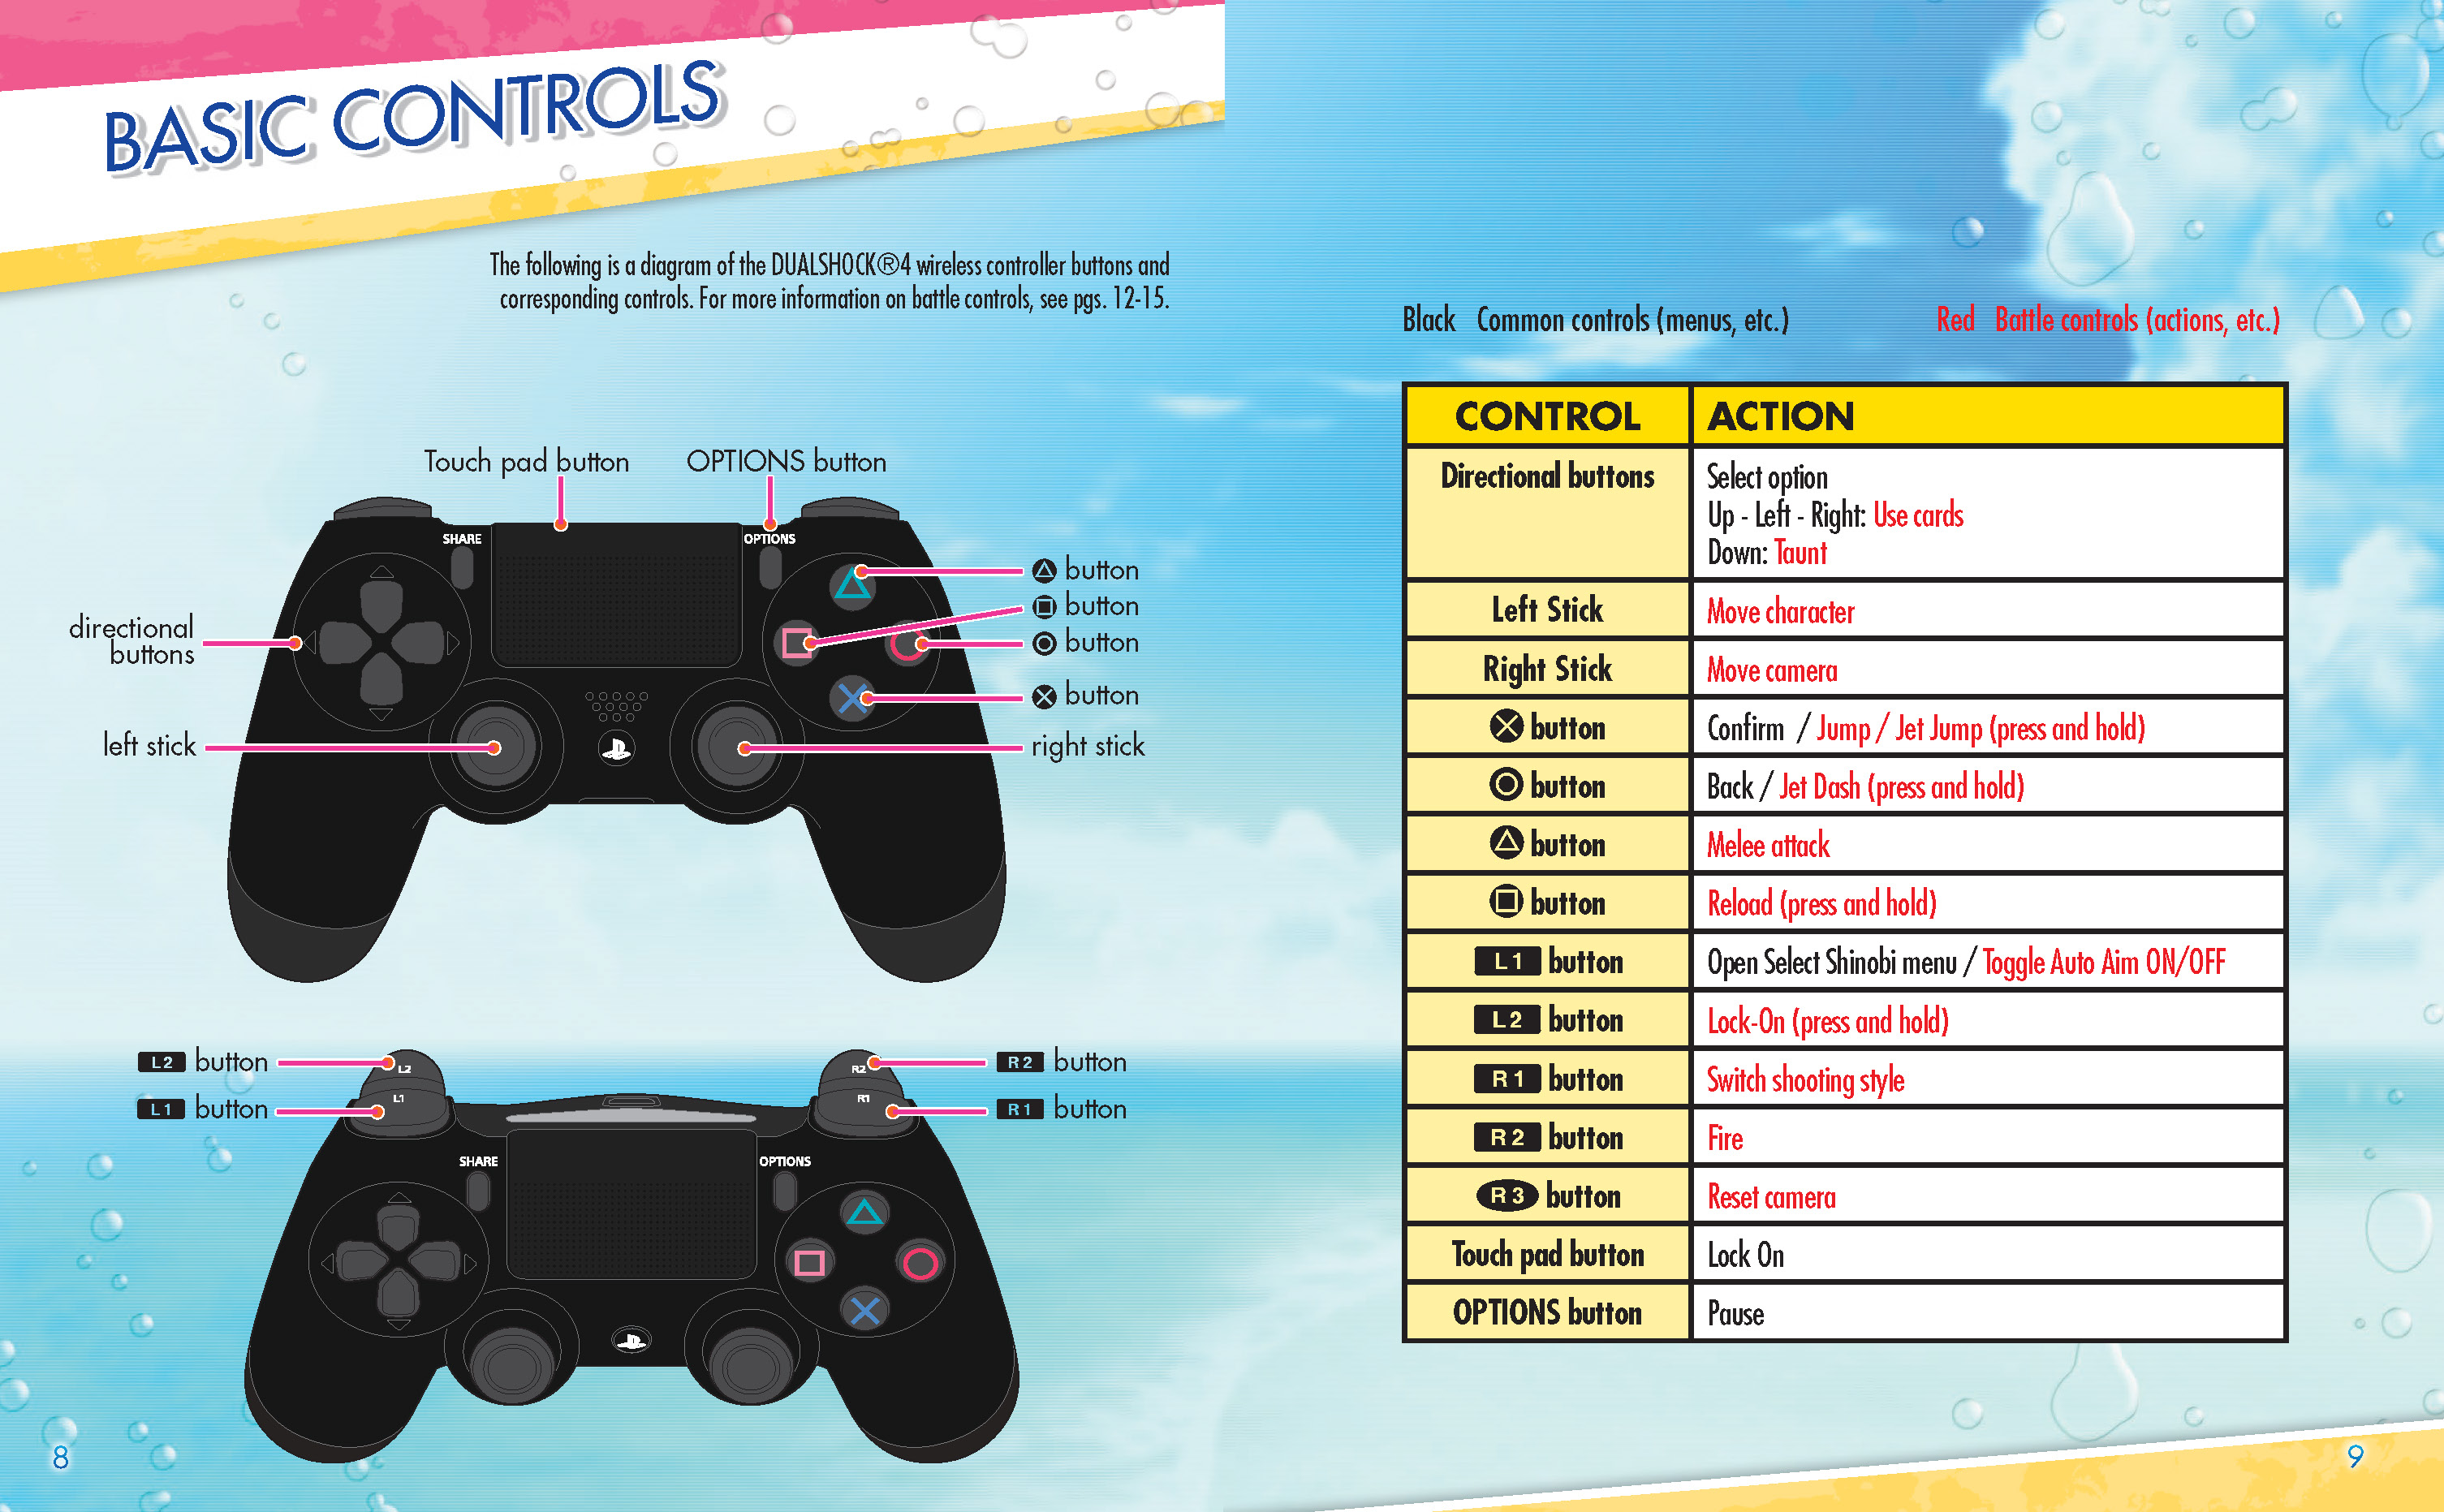 BASIC CONTROLS
The following is a diagram of the DUALSHOCK®4 wireless controller buttons and
corresponding controls. For more information on battle controls, see pgs. 12-15.
Touch pad button
OPTIONS button
SHARE
OPTIONS
directional
buttons
left stick
button
button
button
button
right stick
L2 button
L1 button
L2
L1
R2
R1
R2 button
R1 button
SHARE
OPTIONS
8
Black Common controls (menus, etc.)
Red Battle controls (actions, etc.)
CONTROL ACTION
Directional buttons Select option
Up - Left - Right: Use cards
Down: Taunt
Left Stick Move character
Right Stick Move camera
button Confirm / Jump / Jet Jump (press and hold)
button Back / Jet Dash (press and hold)
button Melee attack
button Reload (press and hold)
L1 button Open Select Shinobi menu / Toggle Auto Aim ON/OFF
L2 button Lock-On (press and hold)
R1 button Switch shooting style
R2 button Fire
R3 button Reset camera
Touch pad button Lock On
OPTIONS button Pause
9